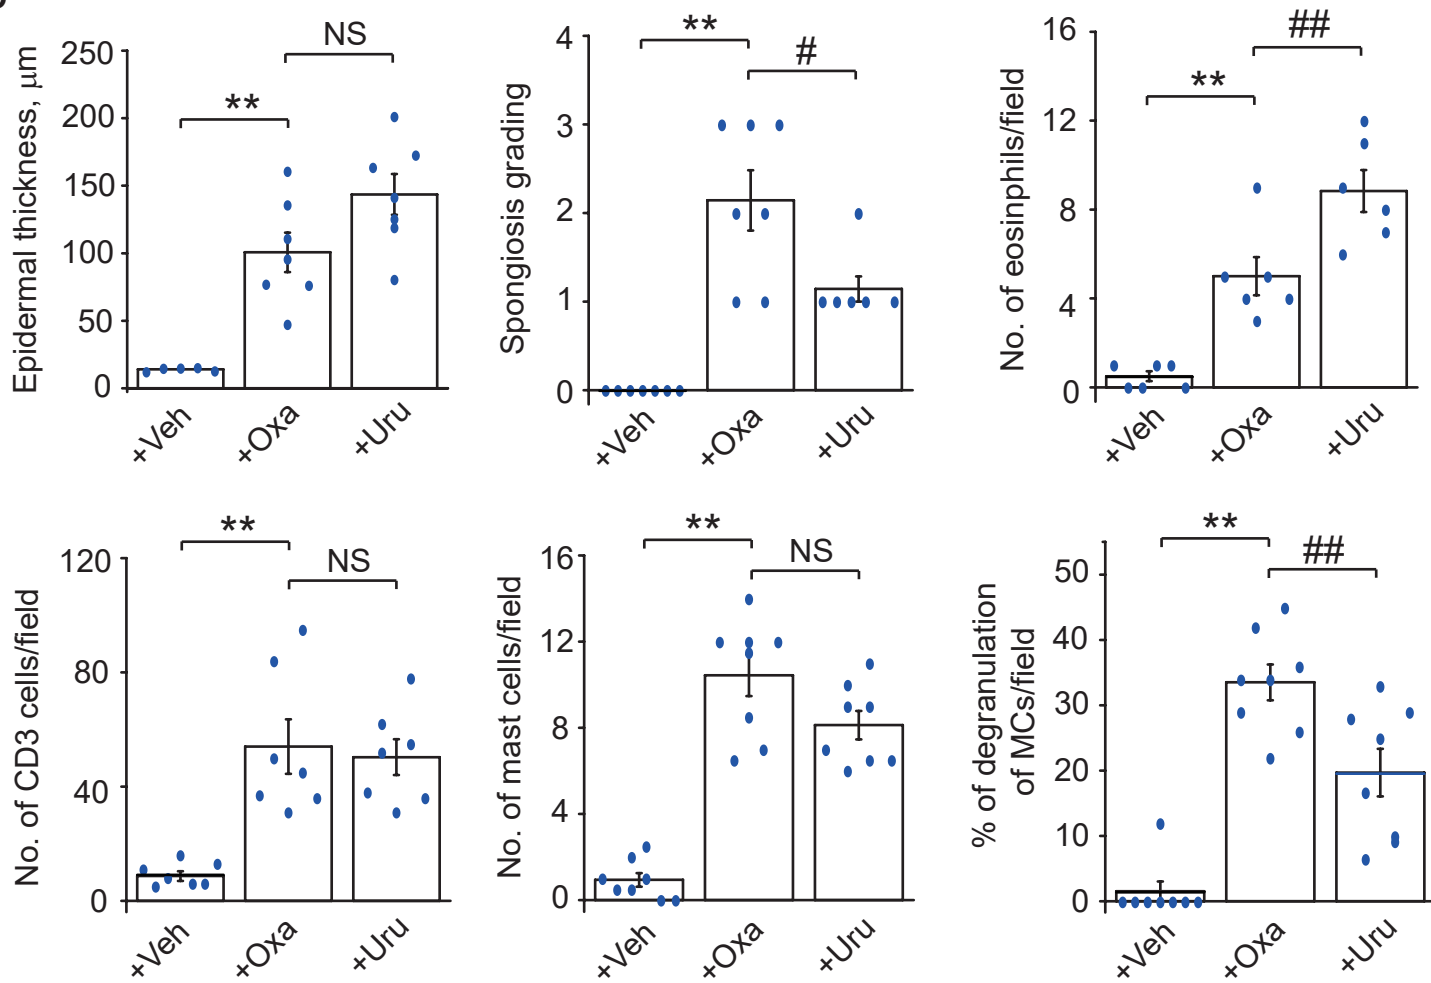 Epidermal thickness, μm
250
200
150
100
50
0
**
NS
+Veh
+Oxa
+Uru
Spongiosis grading
4
3
2
1
0
**
#
+Veh
+Oxa
+Uru
No. of eosinphils/field
16
12
8
4
0
**
##
+Veh
+Oxa
+Uru
No. of CD3 cells/field
120
80
40
0
**
NS
+Veh
+Oxa
+Uru
No. of mast cells/field
16
12
8
4
0
**
NS
+Veh
+Oxa
+Uru
% of degranulation
of MCs/field
50
40
30
20
10
0
**
##
+Veh
+Oxa
+Uru